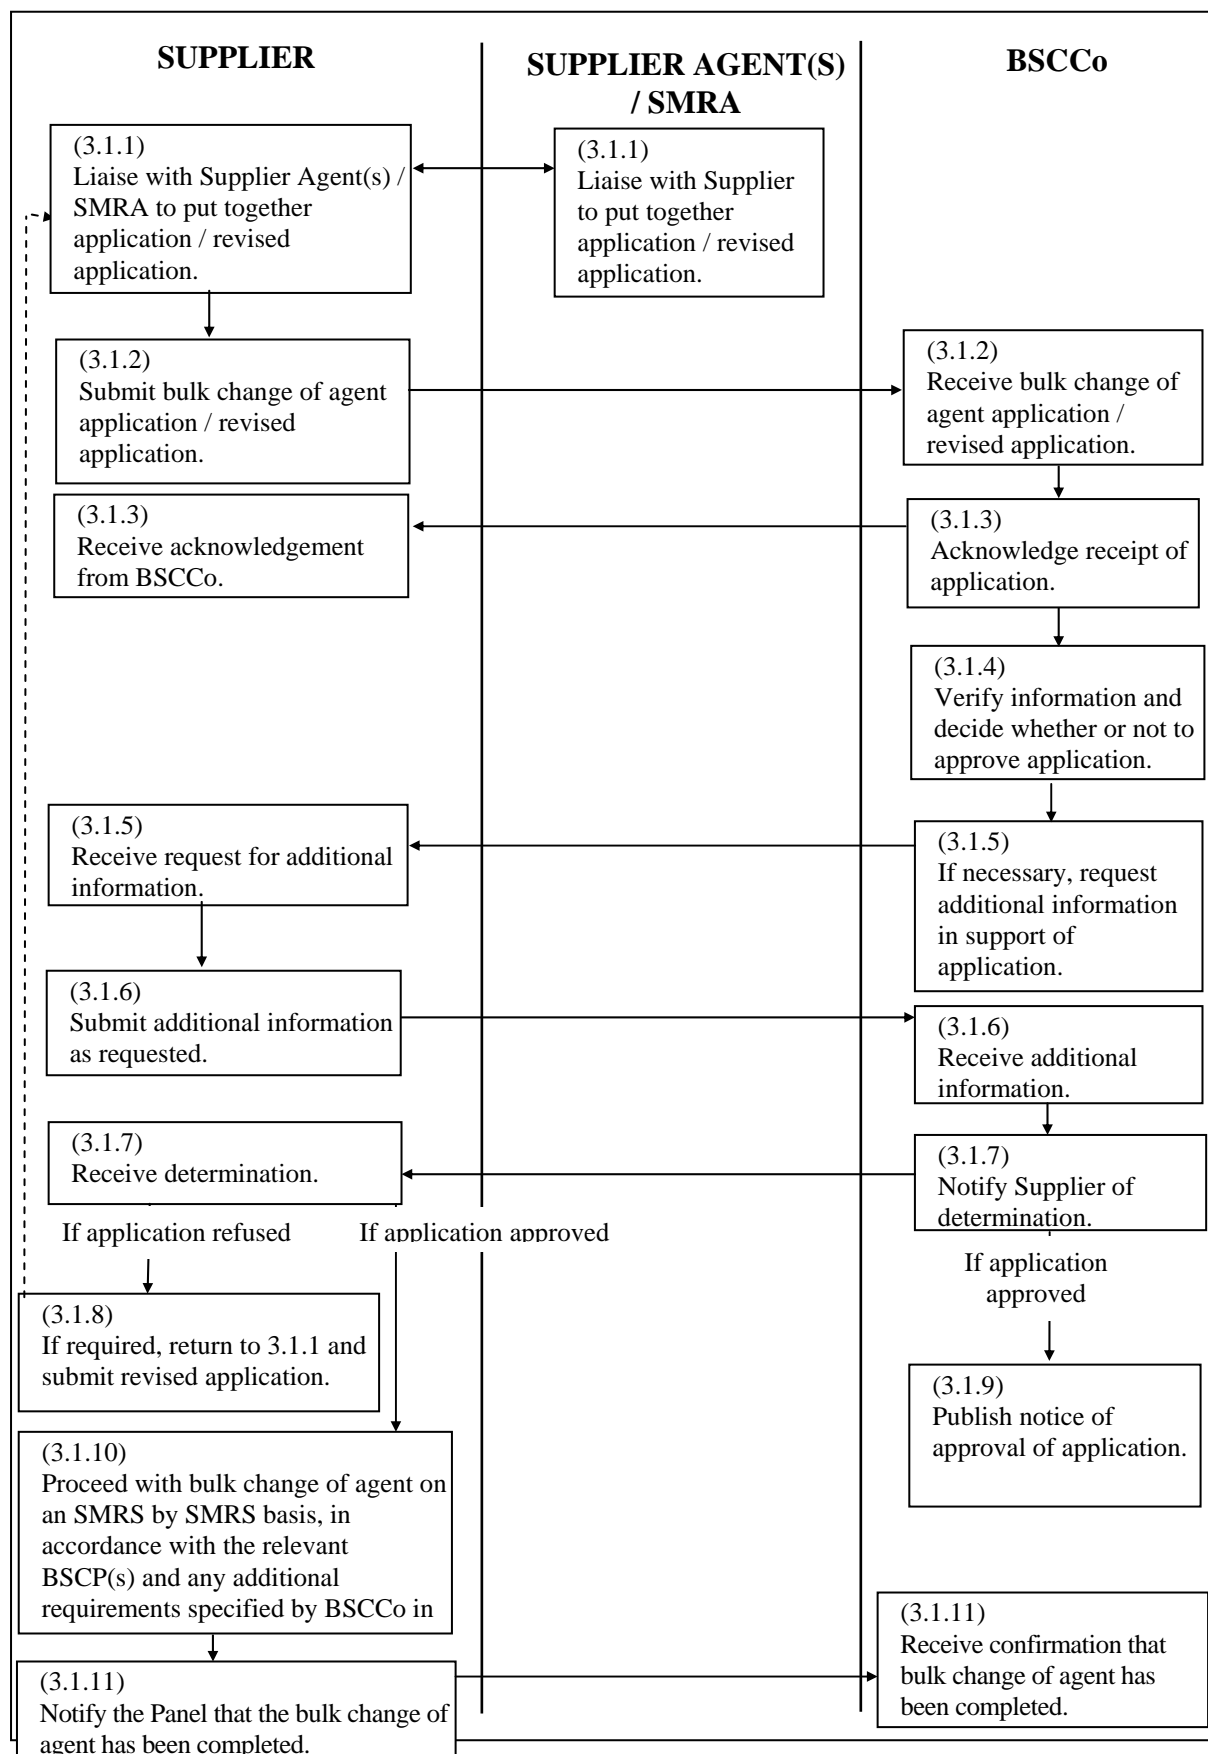 SUPPLIER
SUPPLIER AGENT(S)
/ SMRA
BSCCo
(3.1.1)
Liaise with Supplier Agent(s) /
SMRA to put together
application / revised
application.
(3.1.1)
Liaise with Supplier
to put together
application / revised
application.
(3.1.2)
Submit bulk change of agent
application / revised
application.
(3.1.2)
Receive bulk change of
agent application /
revised application.
(3.1.3)
Receive acknowledgement
from BSCCo.
(3.1.3)
Acknowledge receipt of
application.
(3.1.4)
Verify information and
decide whether or not to
approve application.
(3.1.5)
Receive request for additional
information.
(3.1.5)
If necessary, request
additional information
in support of
application.
(3.1.6)
Submit additional information
as requested.
(3.1.6)
Receive additional
information.
(3.1.7)
Receive determination.
(3.1.7)
Notify Supplier of
determination.
If application refused
If application approved
If application
approved
(3.1.8)
If required, return to 3.1.1 and
submit revised application.
(3.1.9)
Publish notice of
approval of application.
(3.1.10)
Proceed with bulk change of agent on
an SMRS by SMRS basis, in
accordance with the relevant
BSCP(s) and any additional
requirements specified by BSCCo in
(3.1.11)
Receive confirmation that
bulk change of agent has
been completed.
(3.1.11)
Notify the Panel that the bulk change of
agent has been completed.